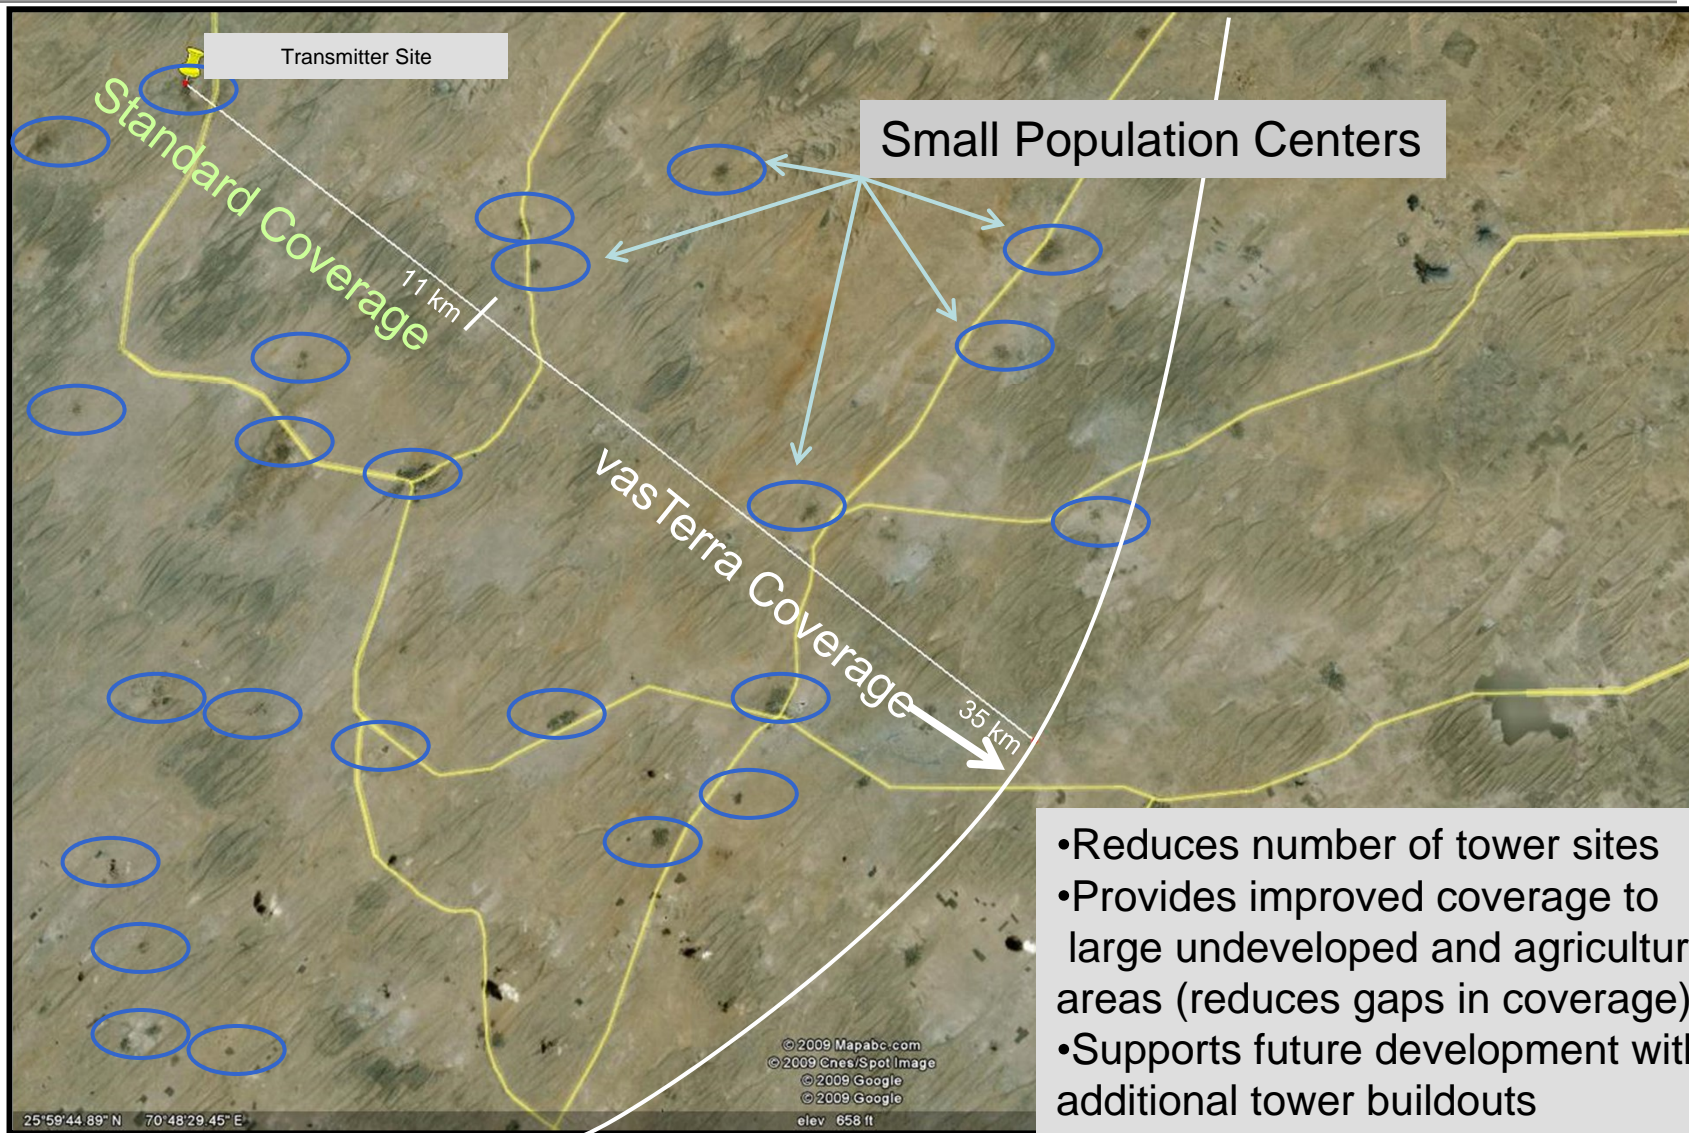 Transmitter Site
Small Population Centers
Standard Coverage
11 km
vasTerra Coverage
35 km
•Reduces number of tower sites
•Provides improved coverage to
large undeveloped and agricultur
areas (reduces gaps in coverage)
•Supports future development with
additional tower buildouts
© 2009 Mapabc.com
© 2009 Cnes/Spot Image
© 2009 Google
© 2009 Google
25°59'44.89" N 70°48'29.45" E
elev 658 ft